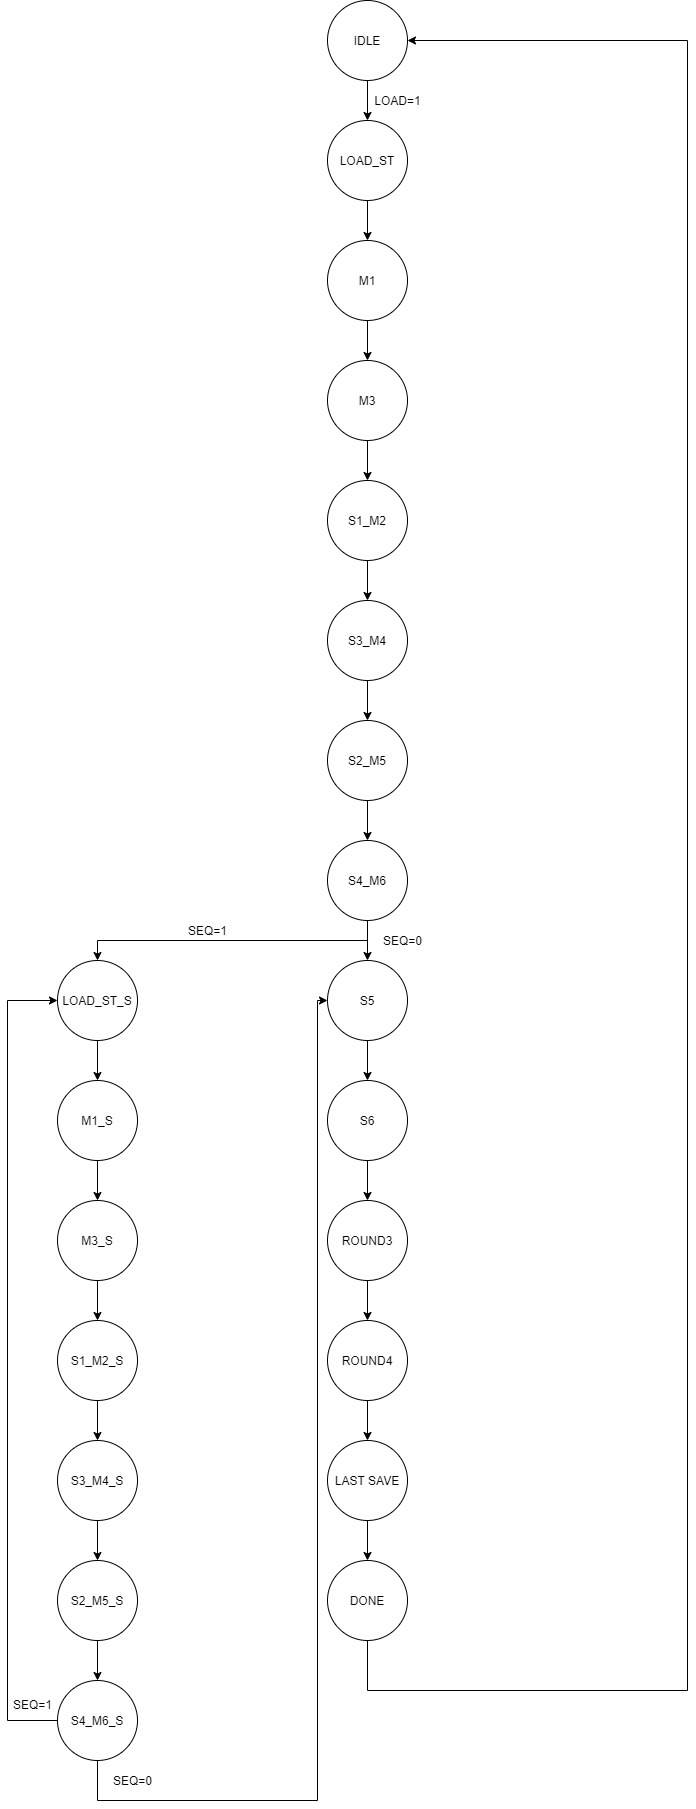 IDLE
LOAD=1
LOAD_ST
M1
M3
S1_M2
S3_M4
S2_M5
S4_M6
SEQ=1
SEQ=0
LOAD_ST_S
S5
M1_S
S6
M3_S
ROUND3
S1_M2_S
ROUND4
S3_M4_S
LAST SAVE
S2_M5_S
DONE
SEQ=1
S4_M6_S
SEQ=0